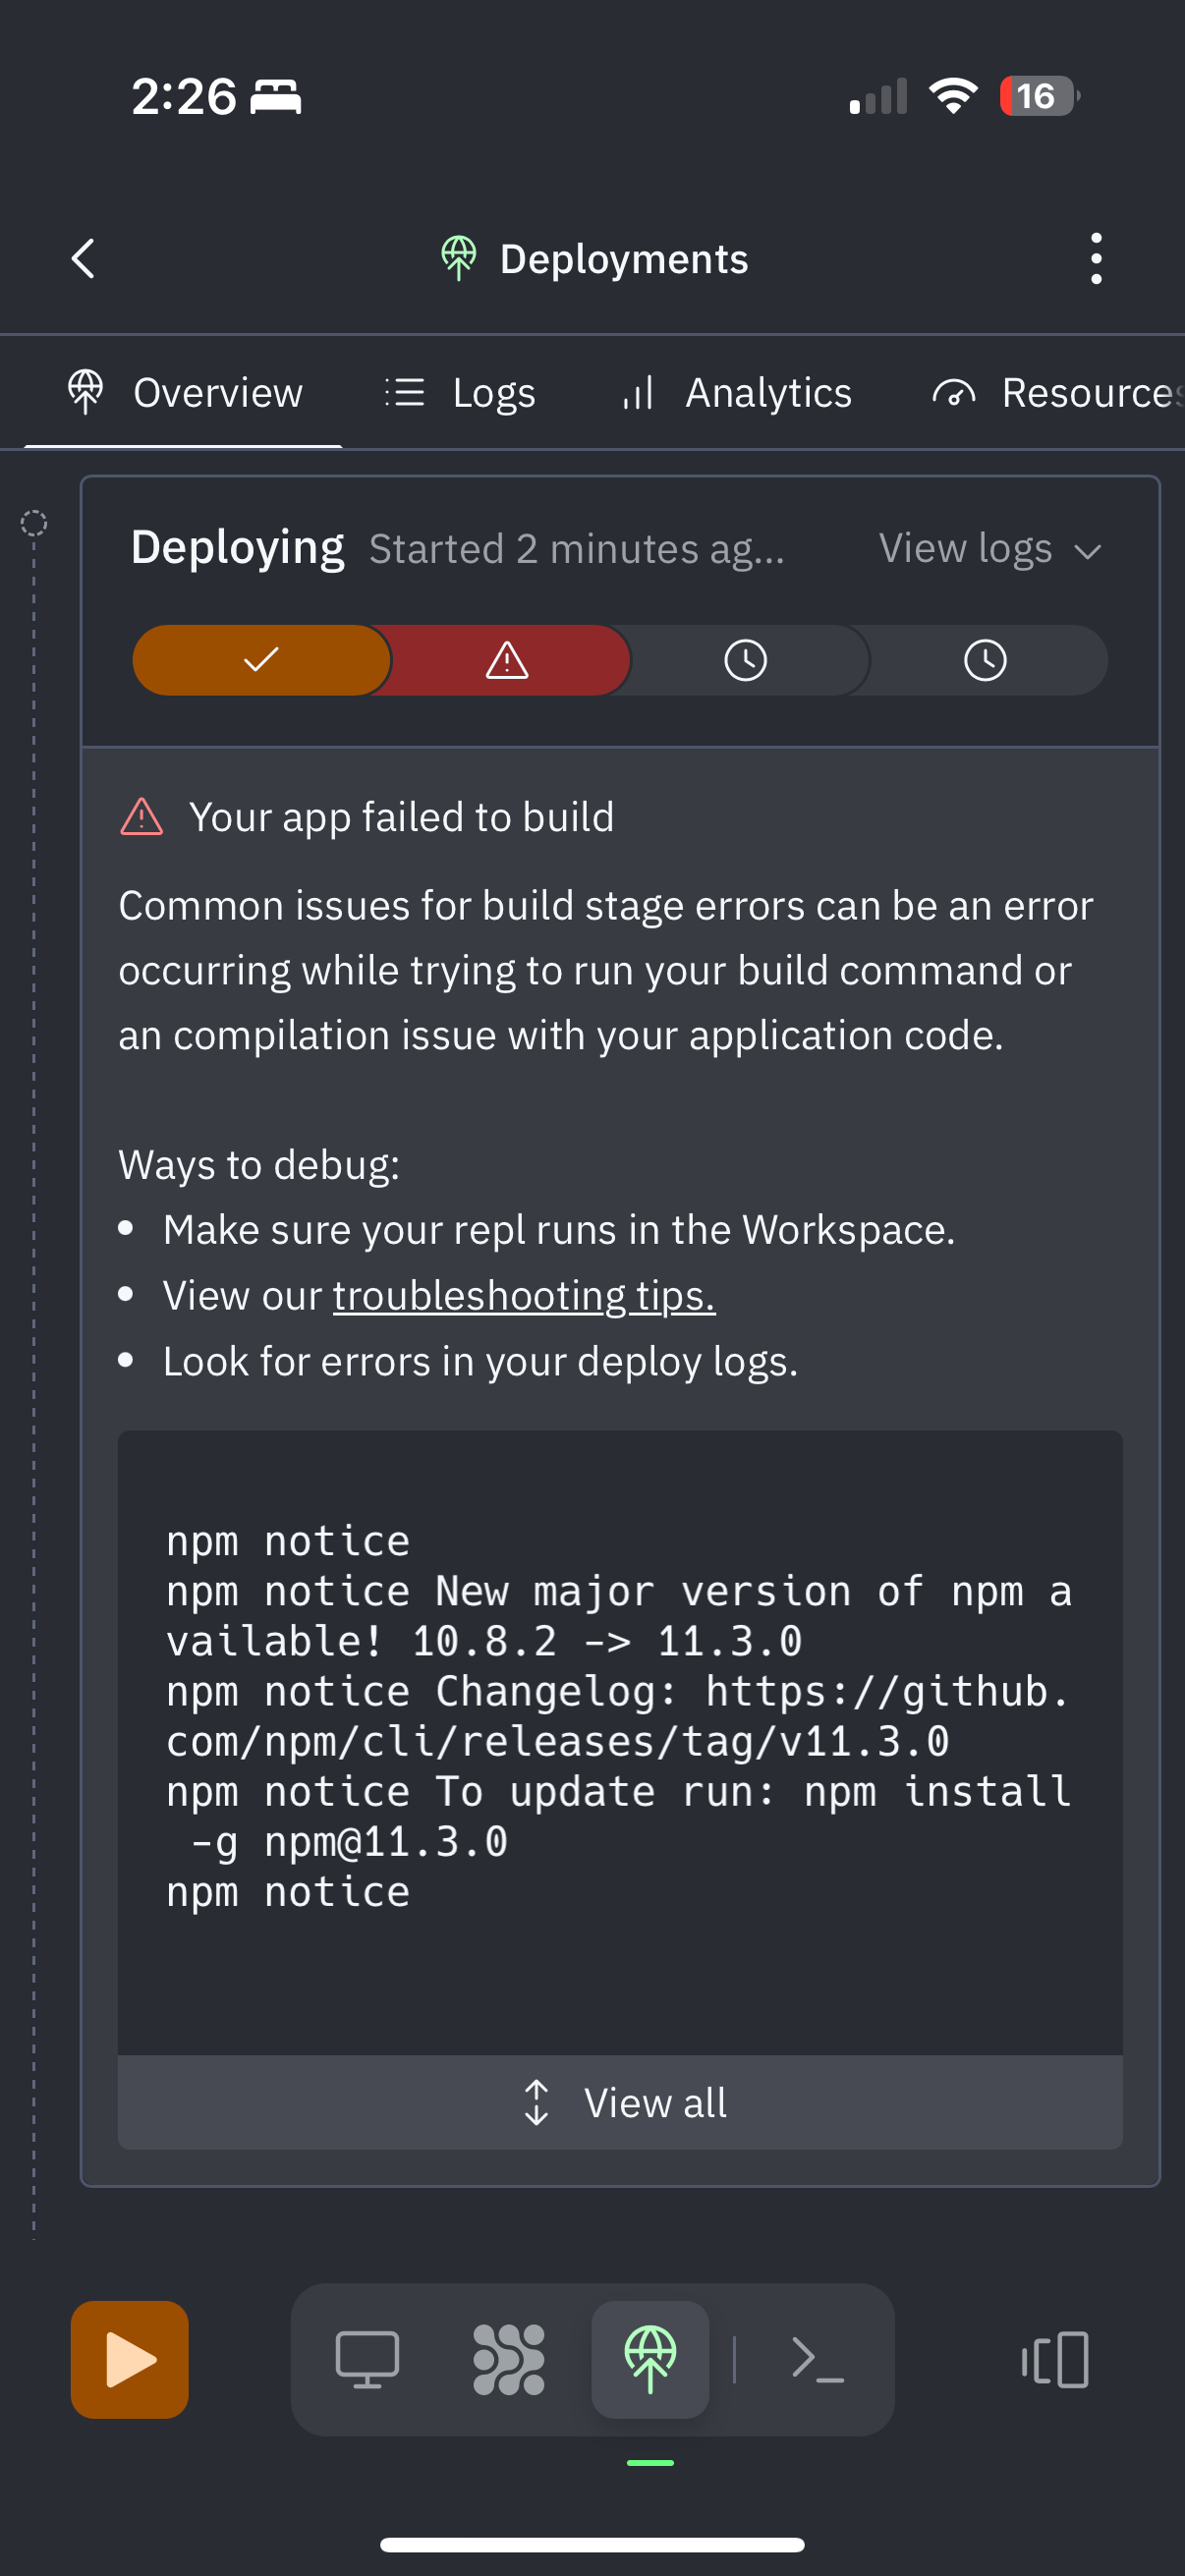 2:26
16
Deployments
Overview
Logs
Analytics
Resources
Deploying Started 2 minutes ag...
View logs
Your app failed to build
Common issues for build stage errors can be an error
occurring while trying to run your build command or
an compilation issue with your application code.
Ways to debug:
• Make sure your repl runs in the Workspace.
• View our troubleshooting tips.
• Look for errors in your deploy logs.
npm notice
npm notice New major version of npm a
vailable! 10.8.2 -> 11.3.0
npm notice Changelog: https://github.
com/npm/cli/releases/tag/v11.3.0
npm notice To update run: npm install
 -g npm@11.3.0
npm notice
View all